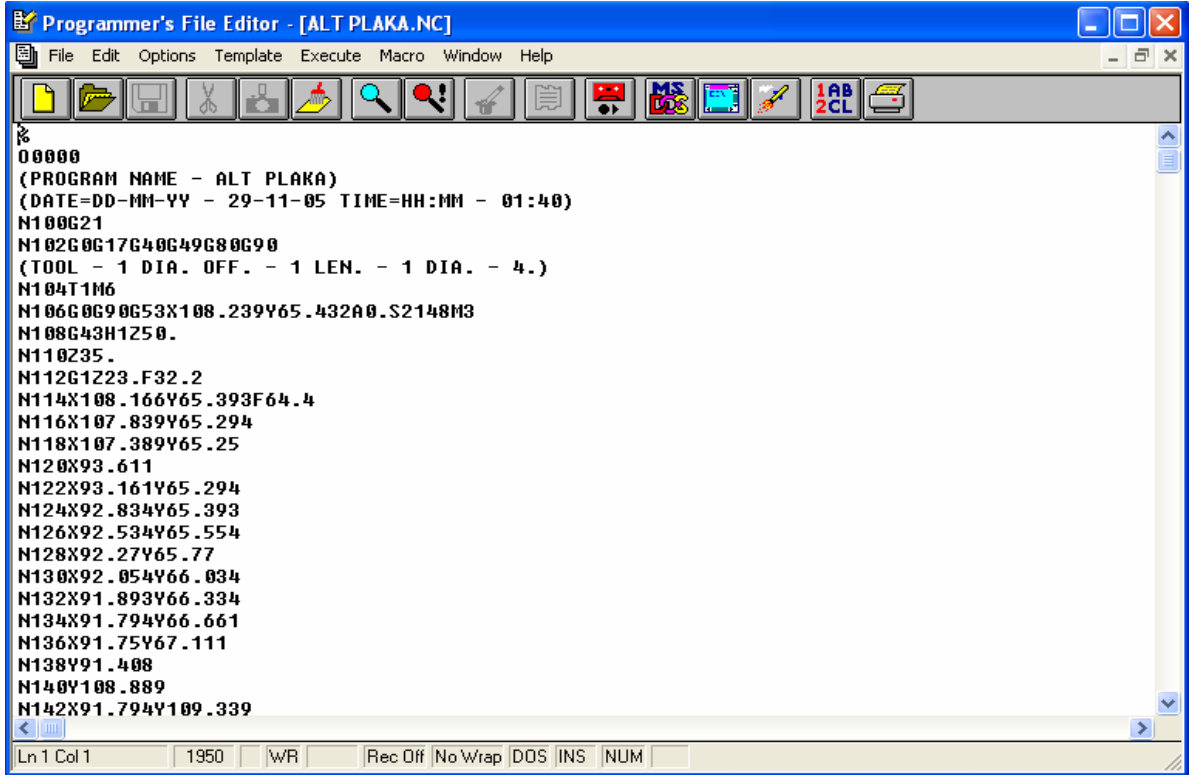 Programmer's File Editor - [ALT PLAKA.NC]
File Edit Options Template Execute Macro Window Help
MS DOS C:\ 1AB 2CL
%
O0000
(PROGRAM NAME - ALT PLAKA)
(DATE=DD-MM-YY - 29-11-05 TIME=HH:MM - 01:40)
N100G21
N102G0G17G40G49G80G90
(TOOL - 1 DIA. OFF. - 1 LEN. - 1 DIA. - 4.)
N104T1M6
N106G0G90G53X108.239Y65.432A0.S2148M3
N108G43H1Z50.
N110Z35.
N112G1Z23.F32.2
N114X108.166Y65.393F64.4
N116X107.839Y65.294
N118X107.389Y65.25
N120X93.611
N122X93.161Y65.294
N124X92.834Y65.393
N126X92.534Y65.554
N128X92.27Y65.77
N130X92.054Y66.034
N132X91.893Y66.334
N134X91.794Y66.661
N136X91.75Y67.111
N138Y91.408
N140Y108.889
N142X91.794Y109.339
Ln 1 Col 1 1950 WR Rec Off No Wrap DOS INS NUM